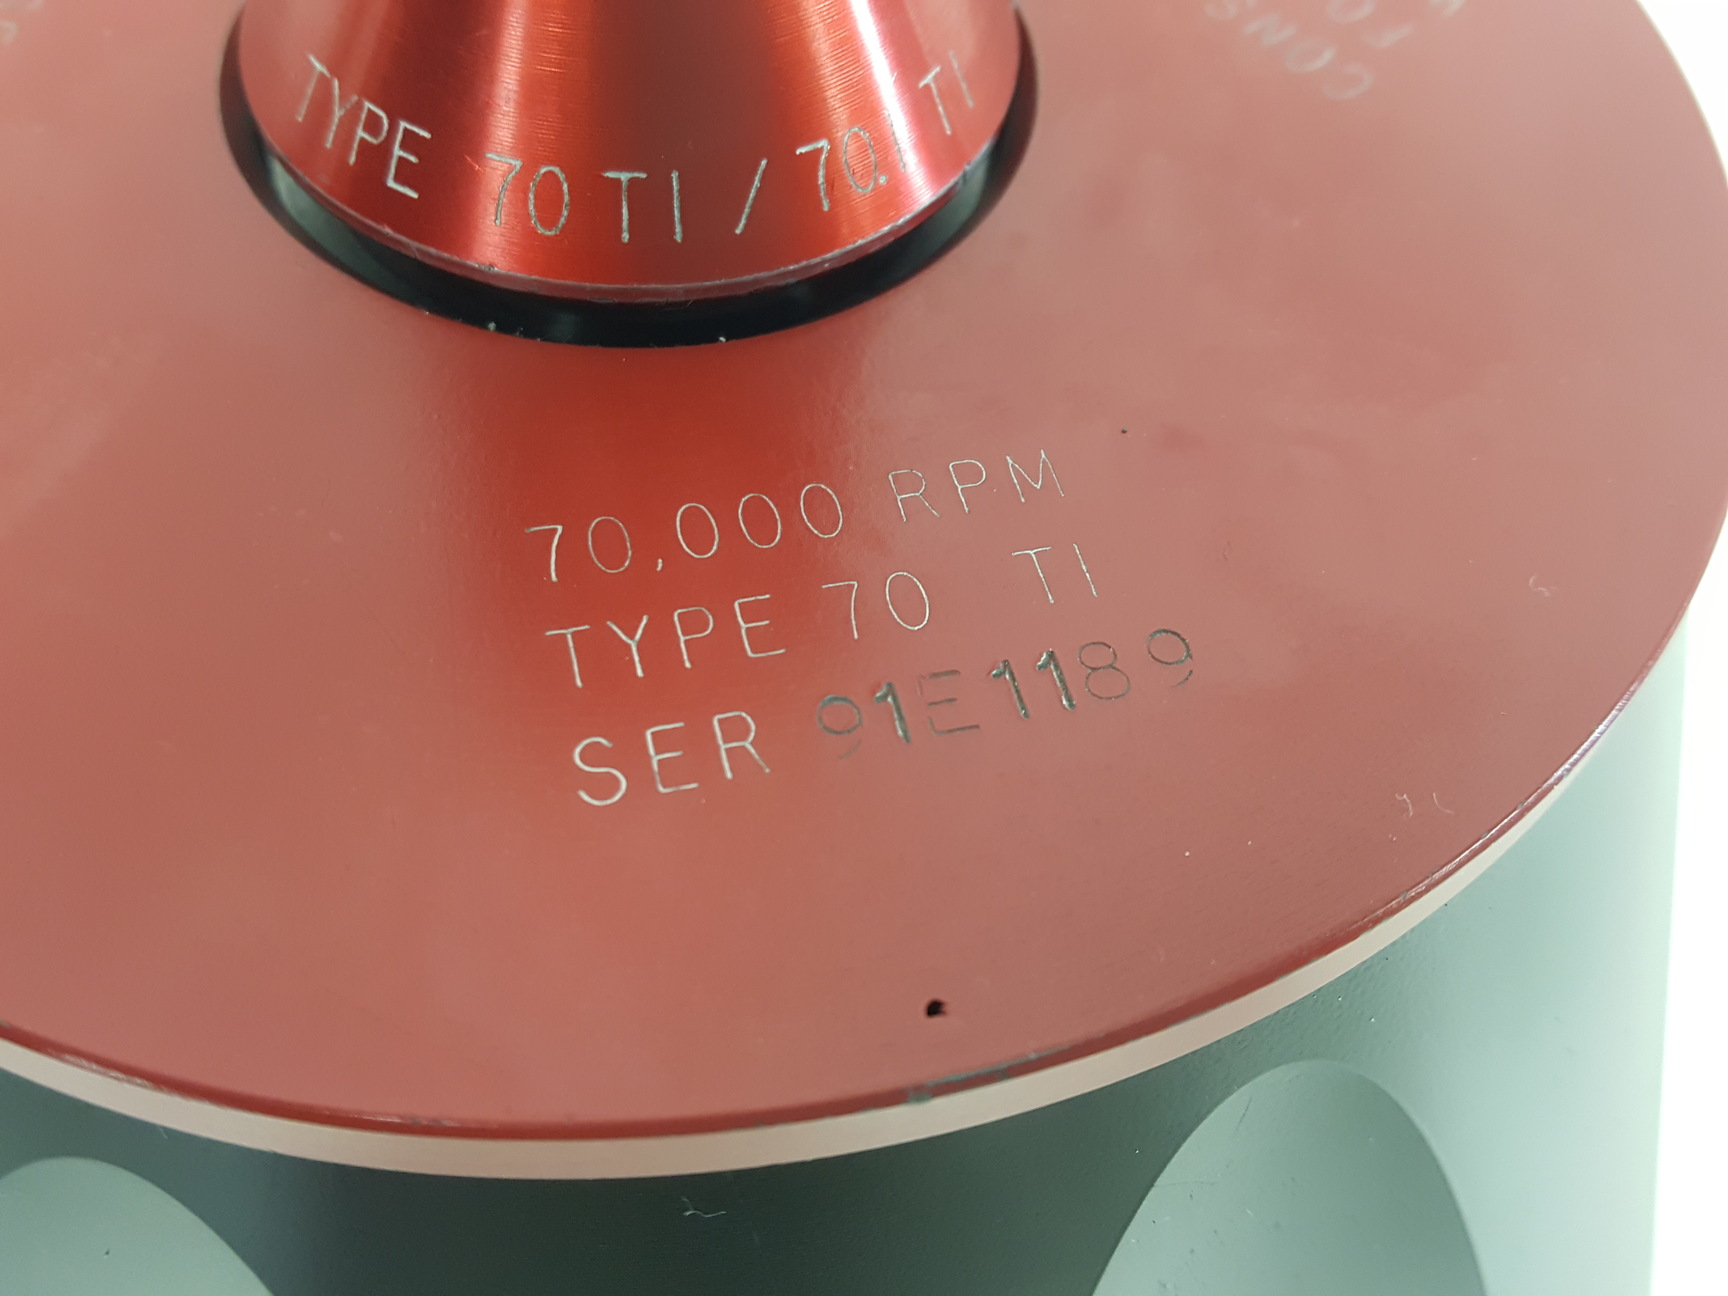 TYPE 70 TI / 70.1 TI
70,000 RPM
TYPE 70 TI
SER 91E1189